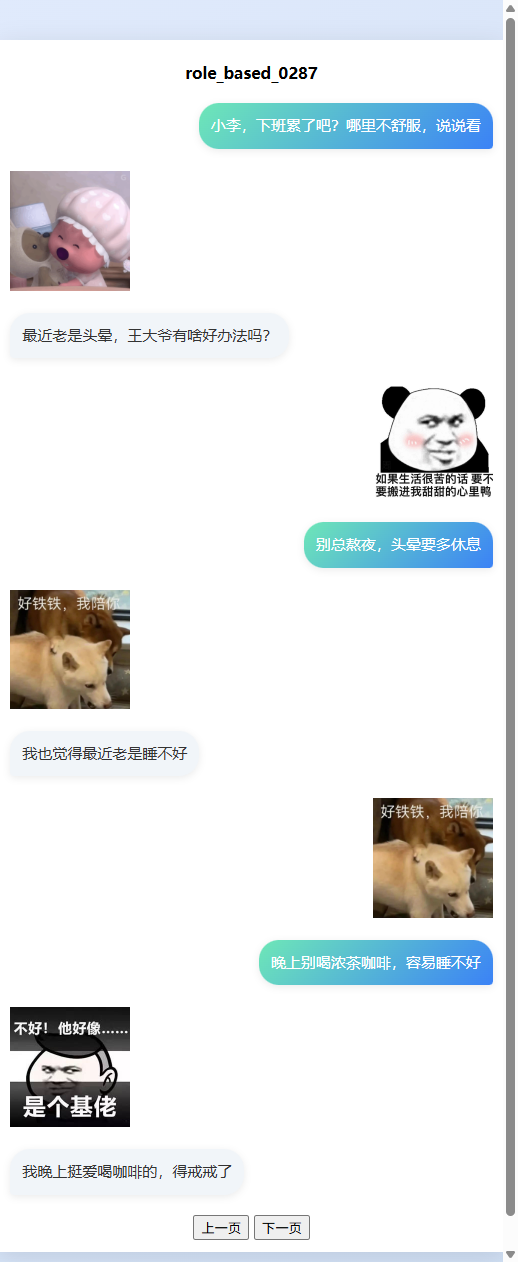 role_based_0287
小李，下班累了吧？哪里不舒服，说说看
最近老是头晕，王大爷有啥好办法吗？
如果生活很苦的话 要不
要搬进我甜甜的心里鸭
别总熬夜，头晕要多休息
好铁铁，我陪你
我也觉得最近老是睡不好
好铁铁，我陪你
晚上别喝浓茶咖啡，容易睡不好
不好！他好像……
是个基佬
我晚上挺爱喝咖啡的，得戒戒了
上一页 下一页